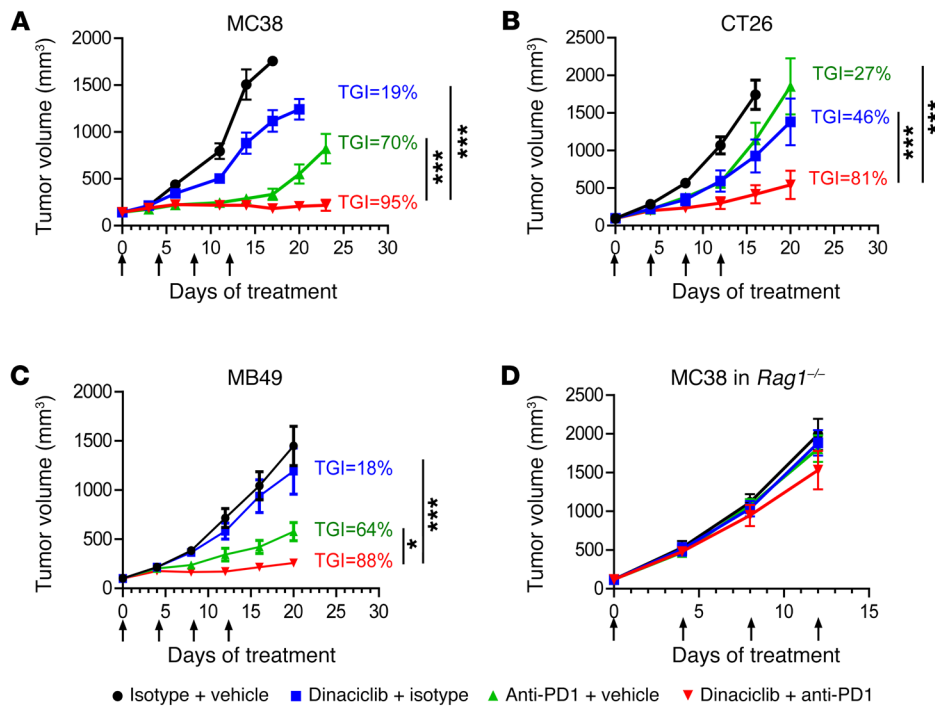 A
MC38
Tumor volume (mm³)
2000
1500
1000
500
0
0 5 10 15 20 25 30
Days of treatment
TGI=19%
TGI=70%
TGI=95%
***
***
B
CT26
Tumor volume (mm³)
2500
2000
1500
1000
500
0
0 5 10 15 20 25 30
Days of treatment
TGI=27%
TGI=46%
TGI=81%
***
***
C
MB49
Tumor volume (mm³)
2000
1500
1000
500
0
0 5 10 15 20 25 30
Days of treatment
TGI=18%
TGI=64%
TGI=88%
*
***
D
MC38 in Rag1⁻/⁻
Tumor volume (mm³)
2500
2000
1500
1000
500
0
0 5 10 15
Days of treatment
Isotype + vehicle Dinaciclib + isotype Anti-PD1 + vehicle Dinaciclib + anti-PD1